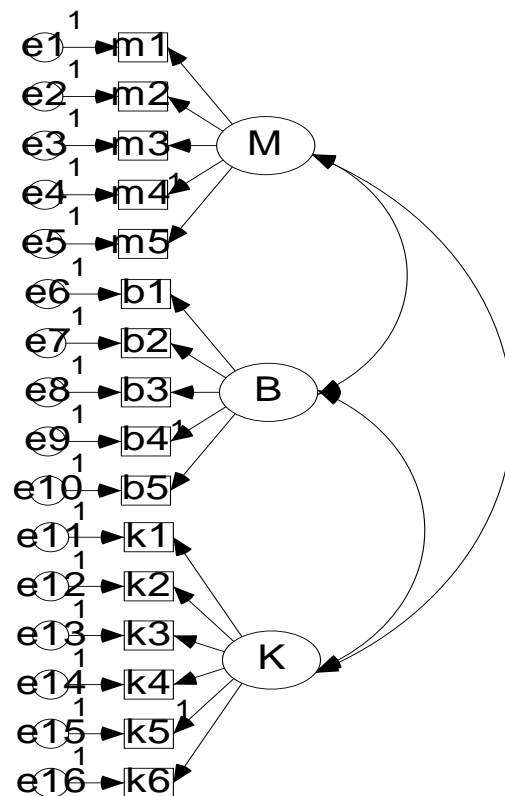 1
e1 m1
1
e2 m2
1
e3 m3 M
1
e4 m4 1
1
e5 m5
1
e6 b1
1
e7 b2
1
e8 b3 B
1
e9 b4 1
1
e10 b5
1
e11 k1
1
e12 k2
1
e13 k3 K
1
e14 k4
1
e15 k5 1
1
e16 k6